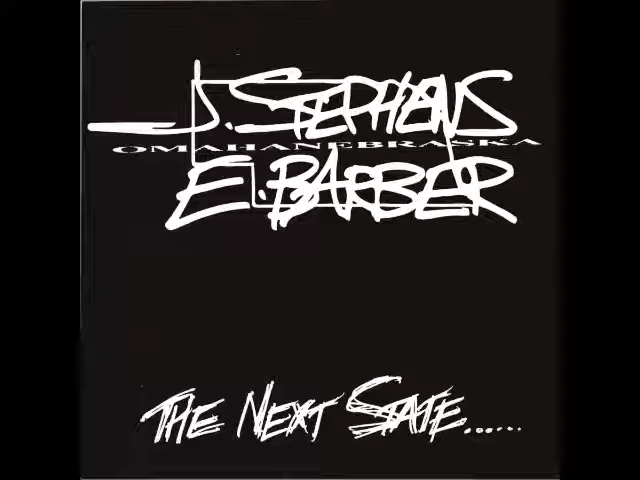 J. STEPHENS
OMAHANEBRASKA
E. BARBER
THE NEXT STATE......